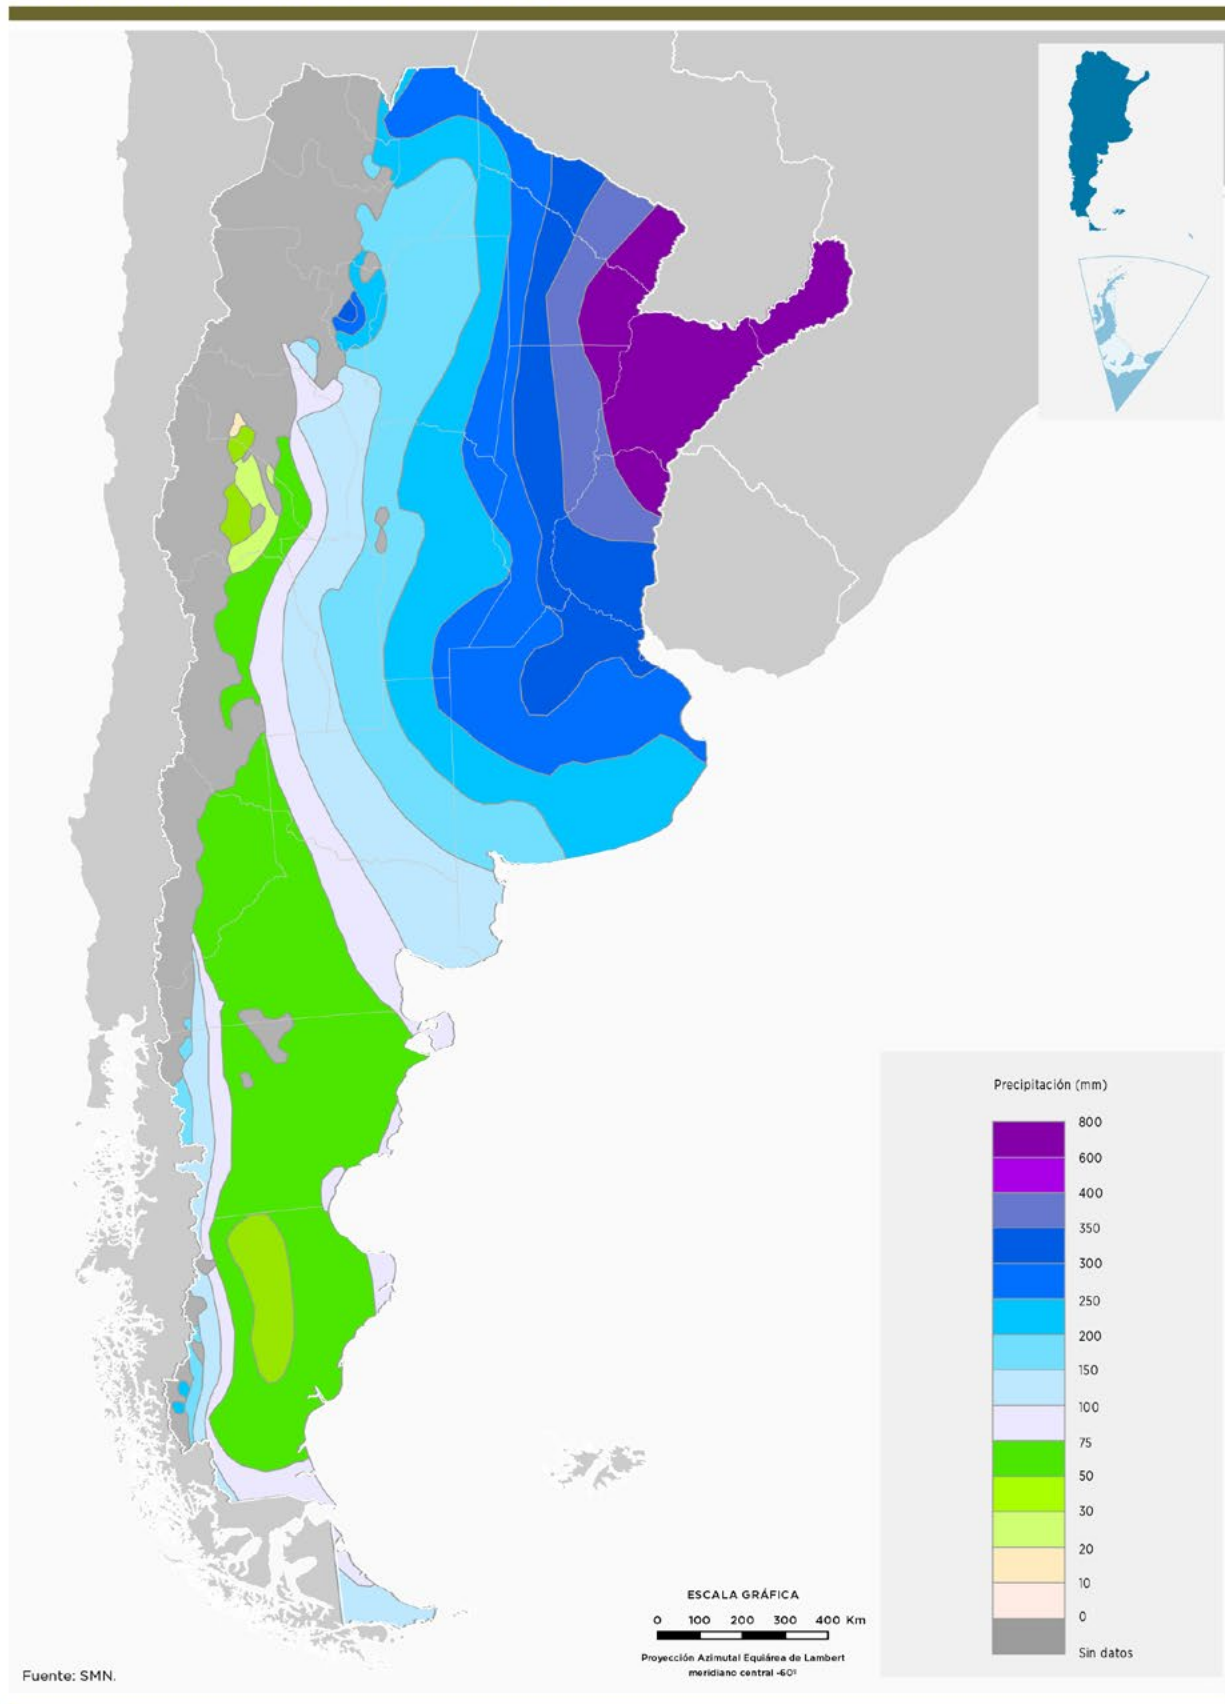 Precipitación (mm)
800
600
400
350
300
250
200
150
100
75
50
30
20
10
0
Sin datos
ESCALA GRÁFICA
0 100 200 300 400 Km
Proyección Azimutal Equiárea de Lambert
meridiano central -60º
Fuente: SMN.